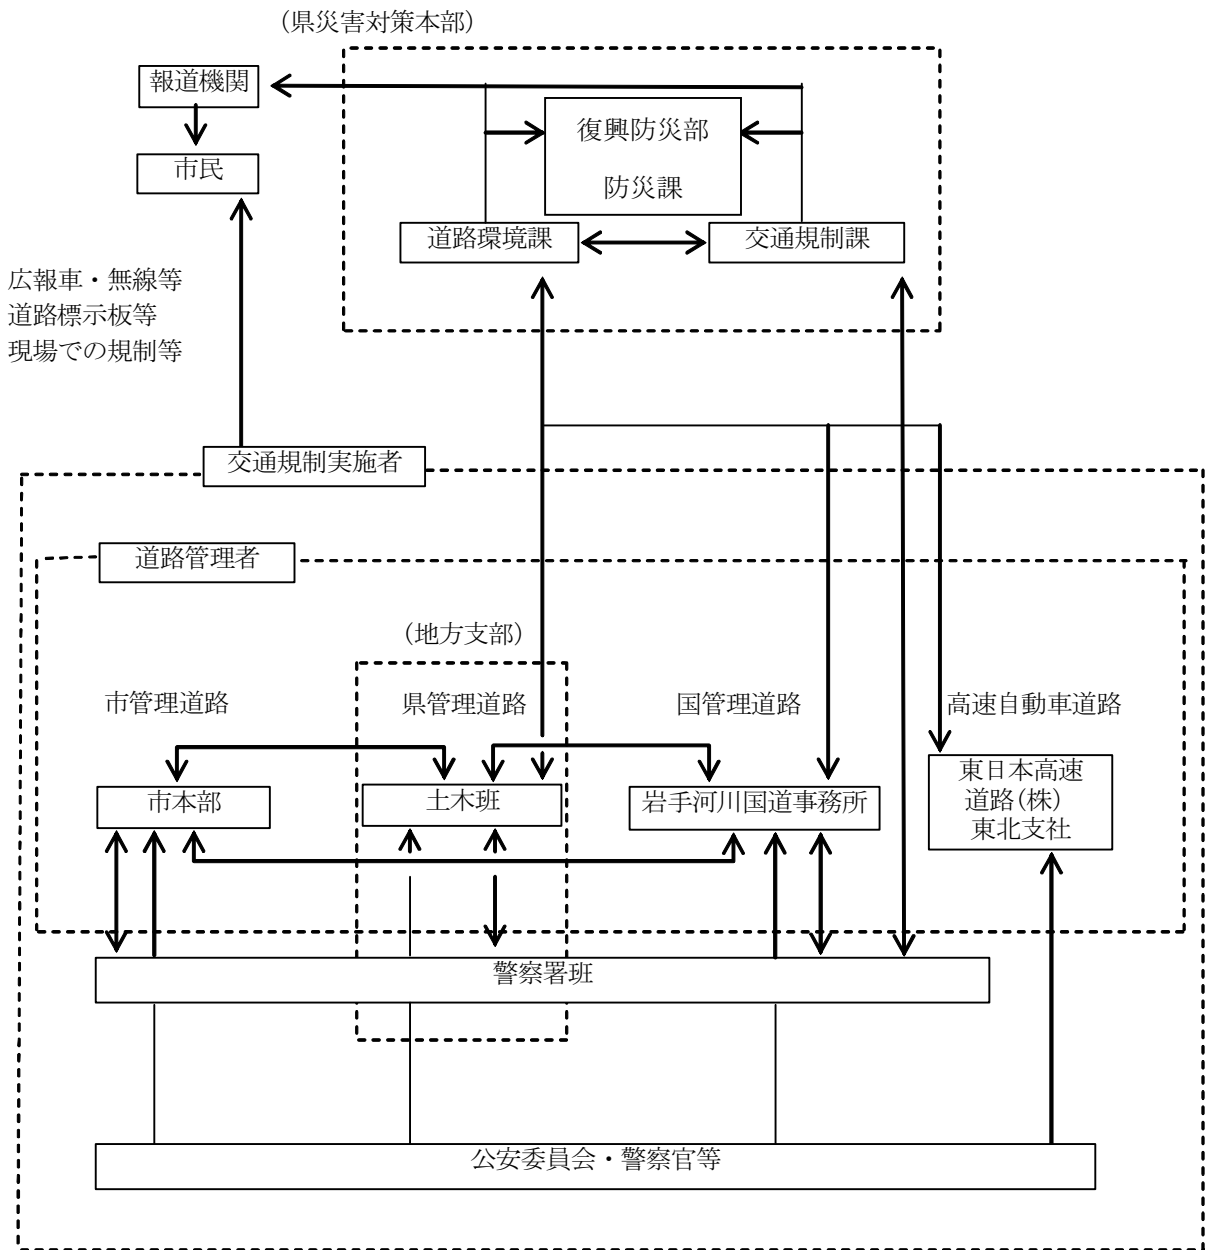 （県災害対策本部）
報道機関
市民
復興防災部
防災課
道路環境課
交通規制課
広報車・無線等
道路標示板等
現場での規制等
交通規制実施者
道路管理者
（地方支部）
市管理道路
県管理道路
国管理道路
高速自動車道路
市本部
土木班
岩手河川国道事務所
東日本高速
道路(株)
東北支社
警察署班
公安委員会・警察官等